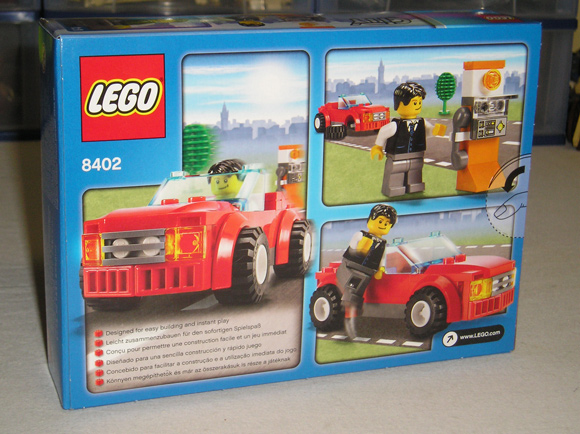 LEGO
8402
Designed for easy building and instant play
Leicht zusammenzubauen für den sofortigen Spielspaß
Conçu pour permettre une construction facile et un jeu immédiat
Diseñado para una sencilla construcción y rápido juego
Concebido para facilitar a construção e a utilização imediata do jogo.
Könnyen megépíthetők és már az összerakásuk is része a játéknak.
www.LEGO.com